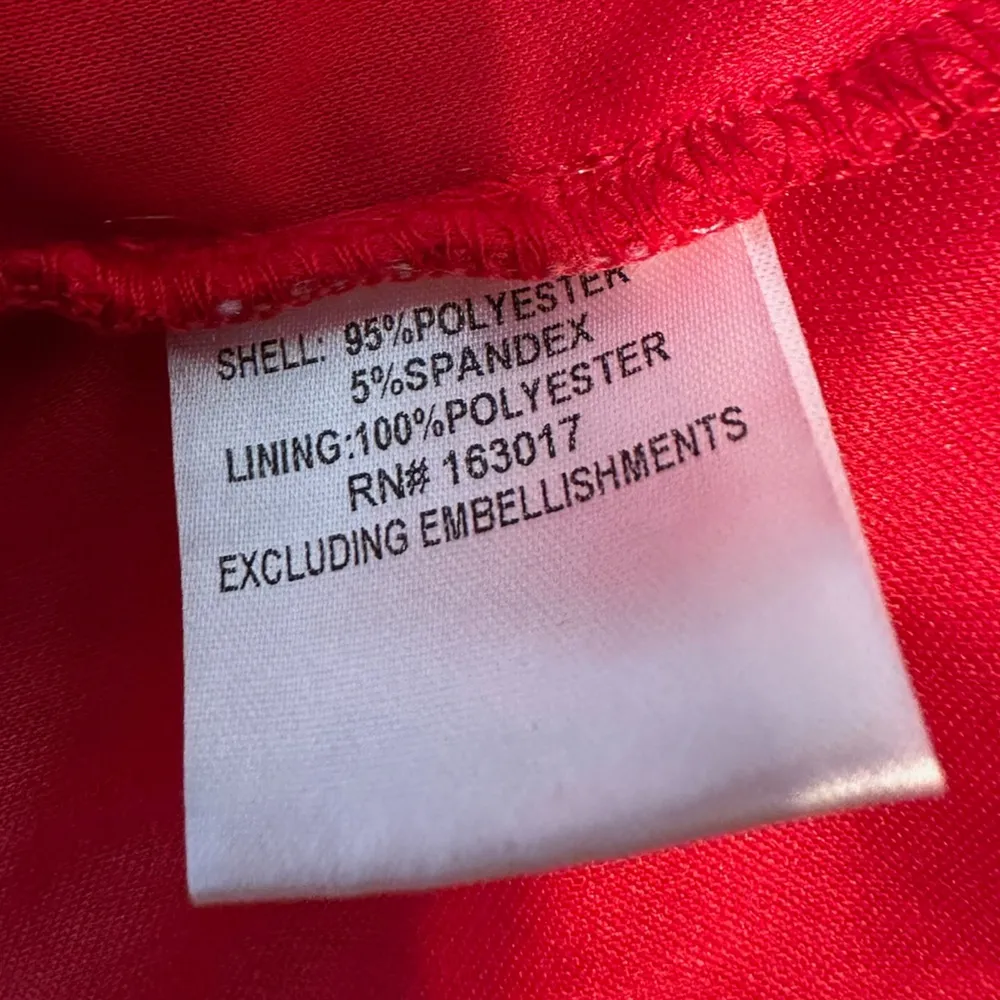 SHELL: 95%POLYESTER
5%SPANDEX
LINING:100%POLYESTER
RN# 163017
EXCLUDING EMBELLISHMENTS